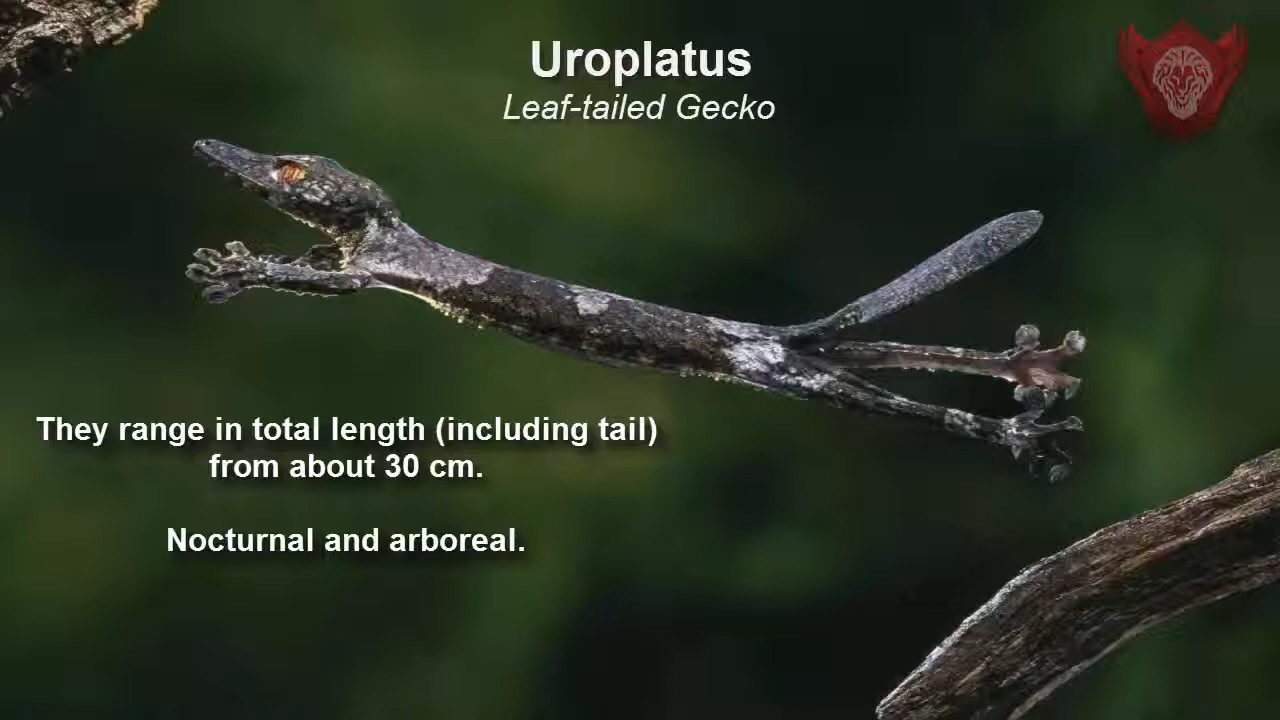 Uroplatus
Leaf-tailed Gecko
They range in total length (including tail)
from about 30 cm.
Nocturnal and arboreal.